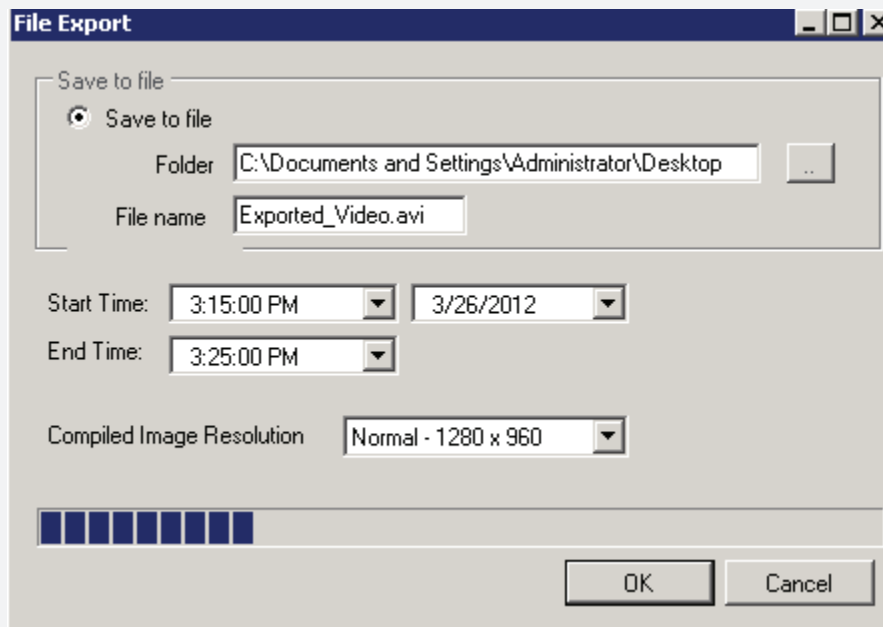 File Export
Save to file
Save to file
Folder C:\Documents and Settings\Administrator\Desktop ..
File name Exported_Video.avi
Start Time: 3:15:00 PM 3/26/2012
End Time: 3:25:00 PM
Compiled Image Resolution Normal - 1280 x 960
OK Cancel